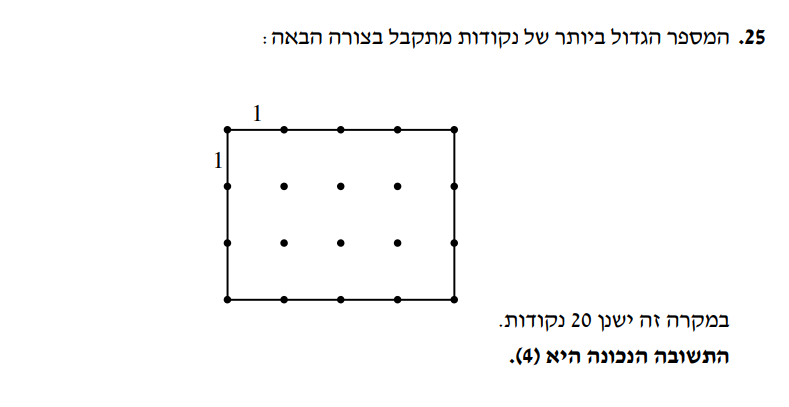 25. המספר הגדול ביותר של נקודות מתקבל בצורה הבאה:
1
1
במקרה זה ישנן 20 נקודות.
התשובה הנכונה היא (4).